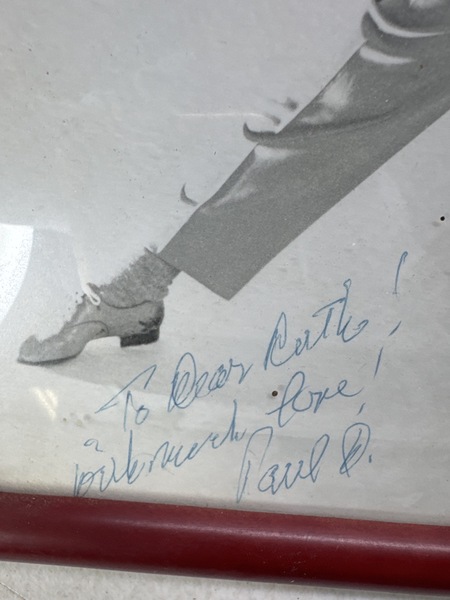 To Dear Ruth!
with much love!
Paul D.